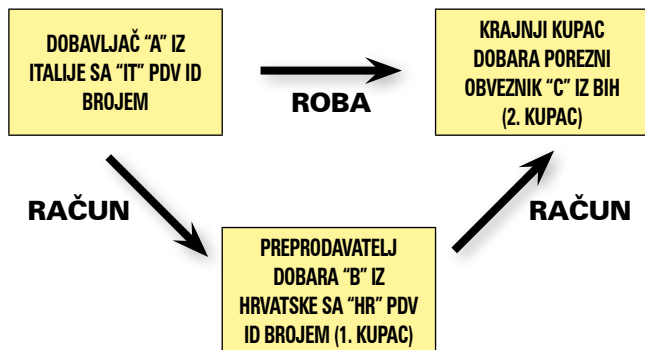 DOBAVLJAČ “A” IZ
ITALIJE SA “IT” PDV ID
BROJEM
ROBA
KRAJNJI KUPAC
DOBARA POREZNI
OBVEZNIK “C” IZ BIH
(2. KUPAC)
RAČUN
RAČUN
PREPRODAVATELJ
DOBARA “B” IZ
HRVATSKE SA “HR” PDV
ID BROJEM (1. KUPAC)